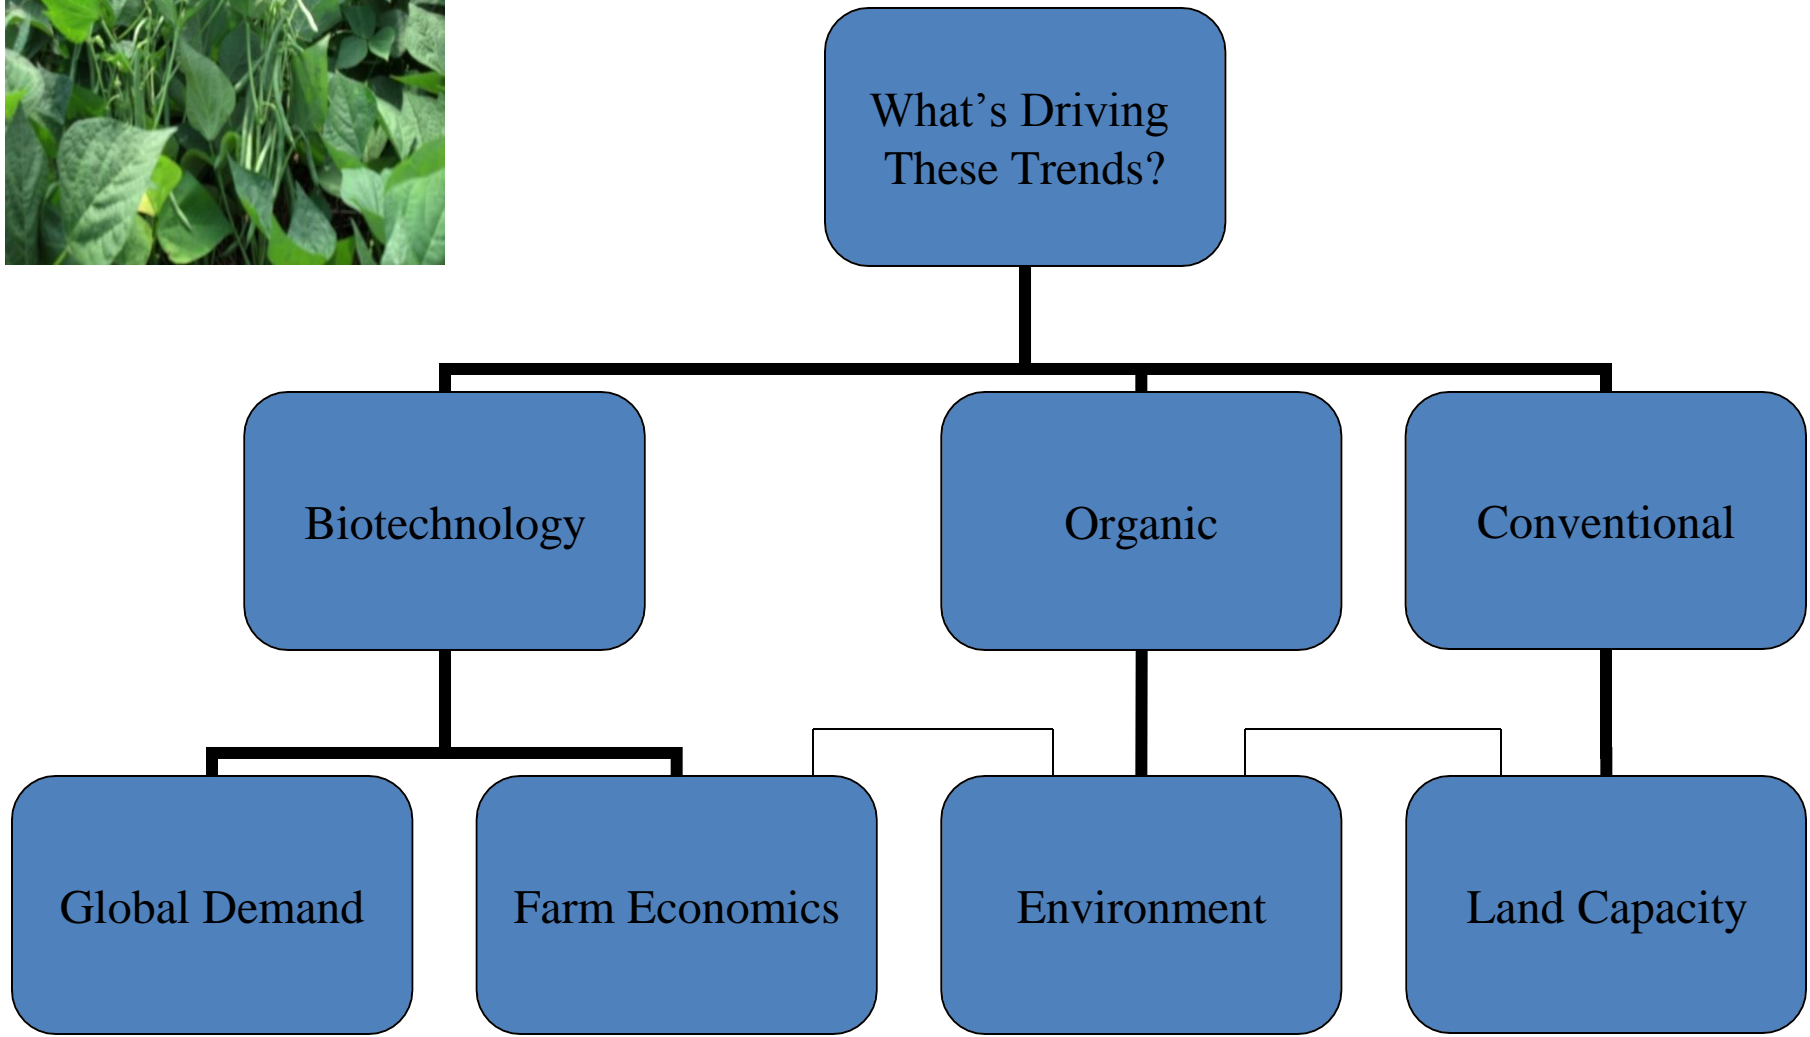 What’s Driving
These Trends?
Biotechnology
Organic
Conventional
Global Demand
Farm Economics
Environment
Land Capacity